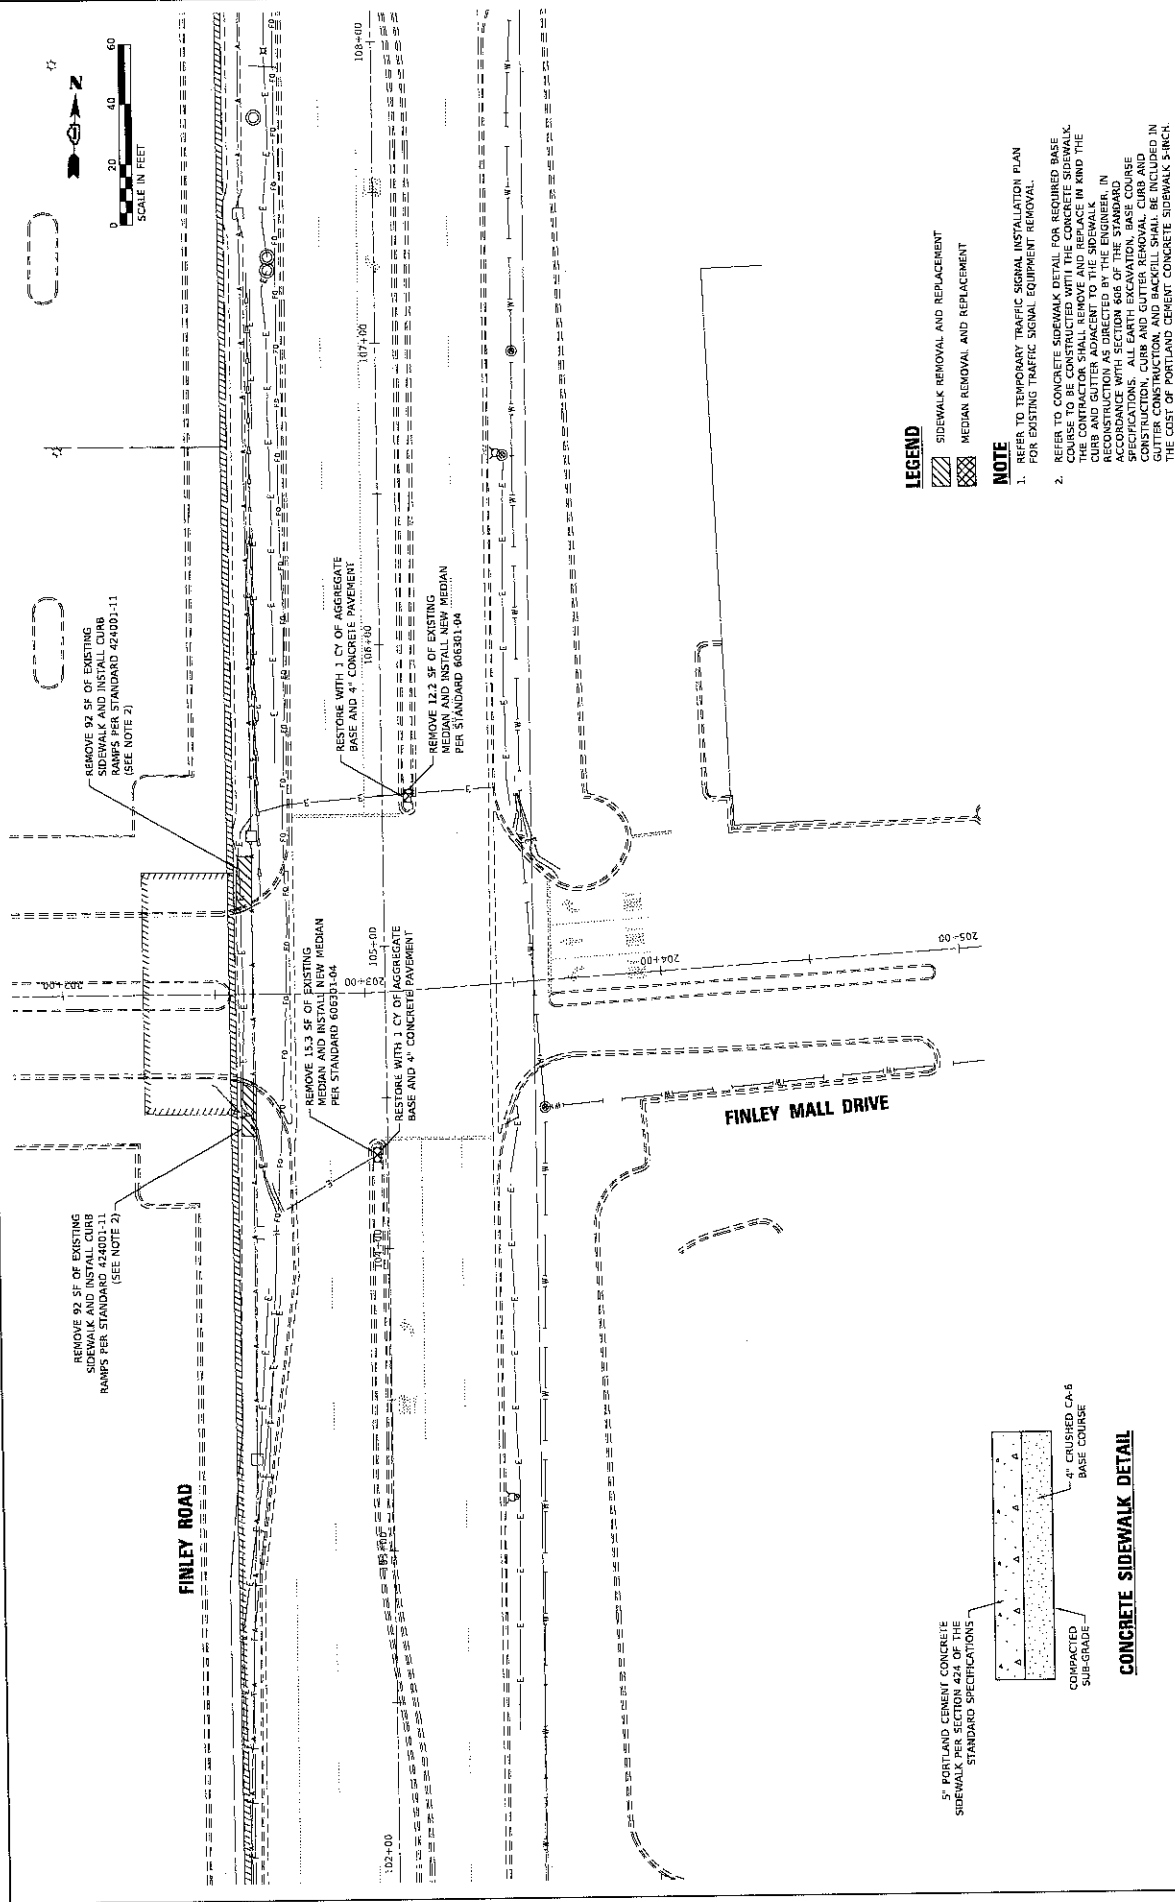 FINLEY ROAD
REMOVE 92 SF OF EXISTING
SIDEWALK AND INSTALL CURB
RAMPS PER STANDARD 424001-11
(SEE NOTE 2)
REMOVE 92 SF OF EXISTING
SIDEWALK AND INSTALL CURB
RAMPS PER STANDARD 424001-11
(SEE NOTE 2)
N
0 20 40 60
SCALE IN FEET
REMOVE 15.3 SF OF EXISTING
MEDIAN AND INSTALL NEW MEDIAN
PER STANDARD 606301-04
RESTORE WITH 1 CY OF AGGREGATE
BASE AND 4" CONCRETE PAVEMENT
RESTORE WITH 1 CY OF AGGREGATE
BASE AND 4" CONCRETE PAVEMENT
REMOVE 12.2 SF OF EXISTING
MEDIAN AND INSTALL NEW MEDIAN
PER STANDARD 606301-04
102+00
103+00
104+00
105+00
106+00
107+00
108+00
202+00
203+00
204+00
205+00
FINLEY MALL DRIVE
LEGEND
SIDEWALK REMOVAL AND REPLACEMENT
MEDIAN REMOVAL AND REPLACEMENT
NOTE
1. REFER TO TEMPORARY TRAFFIC SIGNAL INSTALLATION PLAN
FOR EXISTING TRAFFIC SIGNAL EQUIPMENT REMOVAL.
2. REFER TO CONCRETE SIDEWALK DETAIL FOR REQUIRED BASE
COURSE TO BE CONSTRUCTED WITH THE CONCRETE SIDEWALK.
THE CONTRACTOR SHALL REMOVE AND REPLACE IN KIND THE
CURB AND GUTTER ADJACENT TO THE SIDEWALK
RECONSTRUCTION AS DIRECTED BY THE ENGINEER, IN
ACCORDANCE WITH SECTION 606 OF THE STANDARD
SPECIFICATIONS. ALL EARTH EXCAVATION, BASE COURSE
CONSTRUCTION, CURB AND GUTTER REMOVAL, CURB AND
GUTTER CONSTRUCTION, AND BACKFILL SHALL BE INCLUDED IN
THE COST OF PORTLAND CEMENT CONCRETE SIDEWALK 5-INCH.
5" PORTLAND CEMENT CONCRETE
SIDEWALK PER SECTION 424 OF THE
STANDARD SPECIFICATIONS
COMPACTED
SUB-GRADE
4" CRUSHED CA-6
BASE COURSE
CONCRETE SIDEWALK DETAIL